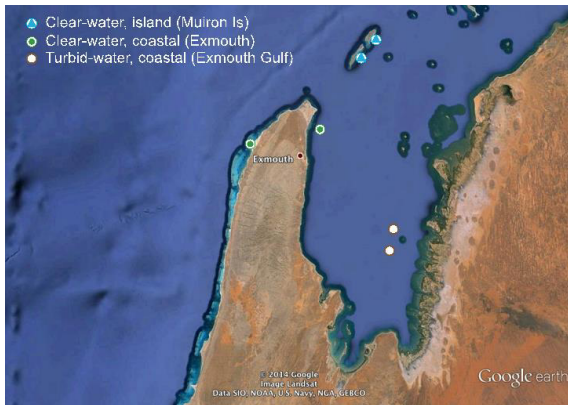 Clear-water, island (Muiron Is)
Clear-water, coastal (Exmouth)
Turbid-water, coastal (Exmouth Gulf)
Exmouth
© 2014 Google
Image Landsat
Data SIO, NOAA, U.S. Navy, NGA, GEBCO
Google earth